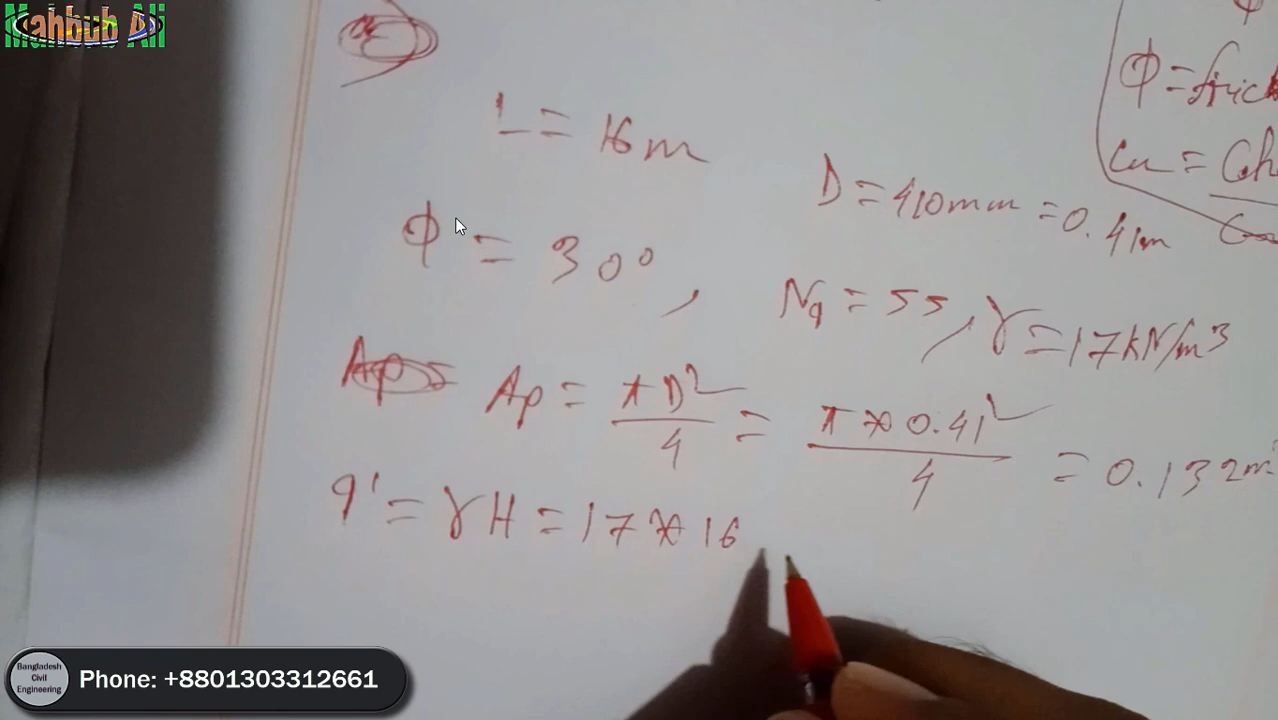 Mahbub Ali
L = 16m
D = 410mm = 0.41m
Φ = fric
Cu = Coh
Φ = 30°, Nq = 55, γ = 17kN/m3
Ap = πD²/4 = π*0.41²/4 = 0.132m²
q' = γH = 17*16
Bangladesh
Civil
Engineering
Phone: +8801303312661